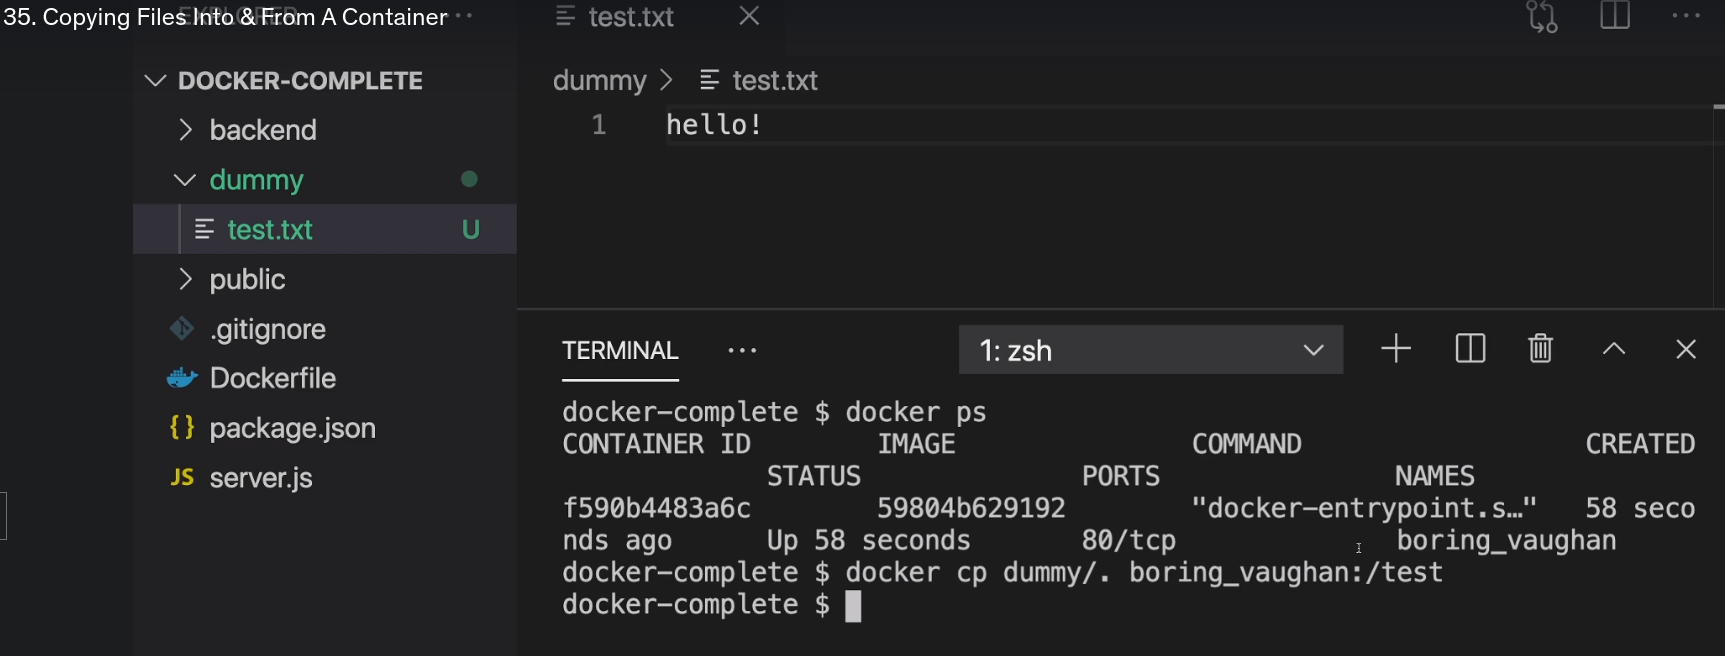 35. Copying Files Into & From A Container
EXPLORER ···
test.txt
DOCKER-COMPLETE
backend
dummy
test.txt U
public
.gitignore
Dockerfile
{} package.json
JS server.js
dummy > test.txt
1 hello!
TERMINAL ··· 1: zsh
docker-complete $ docker ps
CONTAINER ID IMAGE COMMAND CREATED
STATUS PORTS NAMES
f590b4483a6c 59804b629192 "docker-entrypoint.s…" 58 seco
nds ago Up 58 seconds 80/tcp boring_vaughan
docker-complete $ docker cp dummy/. boring_vaughan:/test
docker-complete $